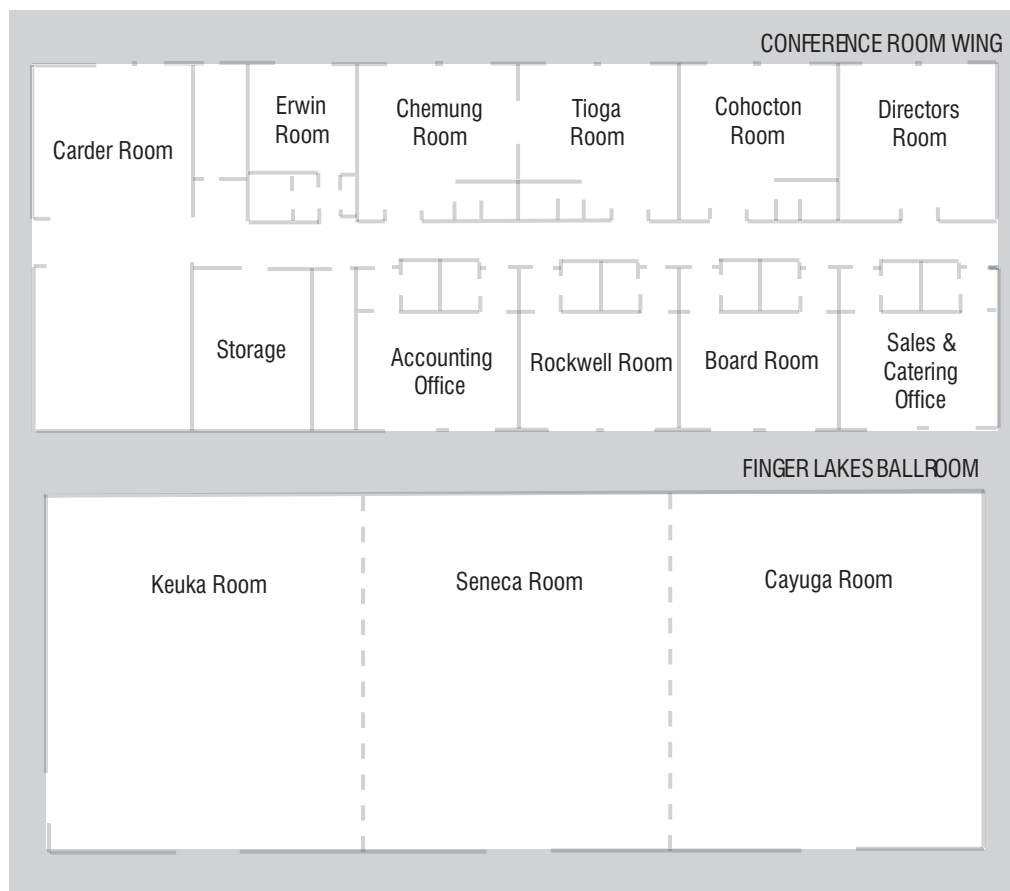 CONFERENCE ROOM WING
Carder Room
Erwin
Room
Chemung
Room
Tioga
Room
Cohocton
Room
Directors
Room
Storage
Accounting
Office
Rockwell Room
Board Room
Sales &
Catering
Office
FINGER LAKES BALLROOM
Keuka Room
Seneca Room
Cayuga Room